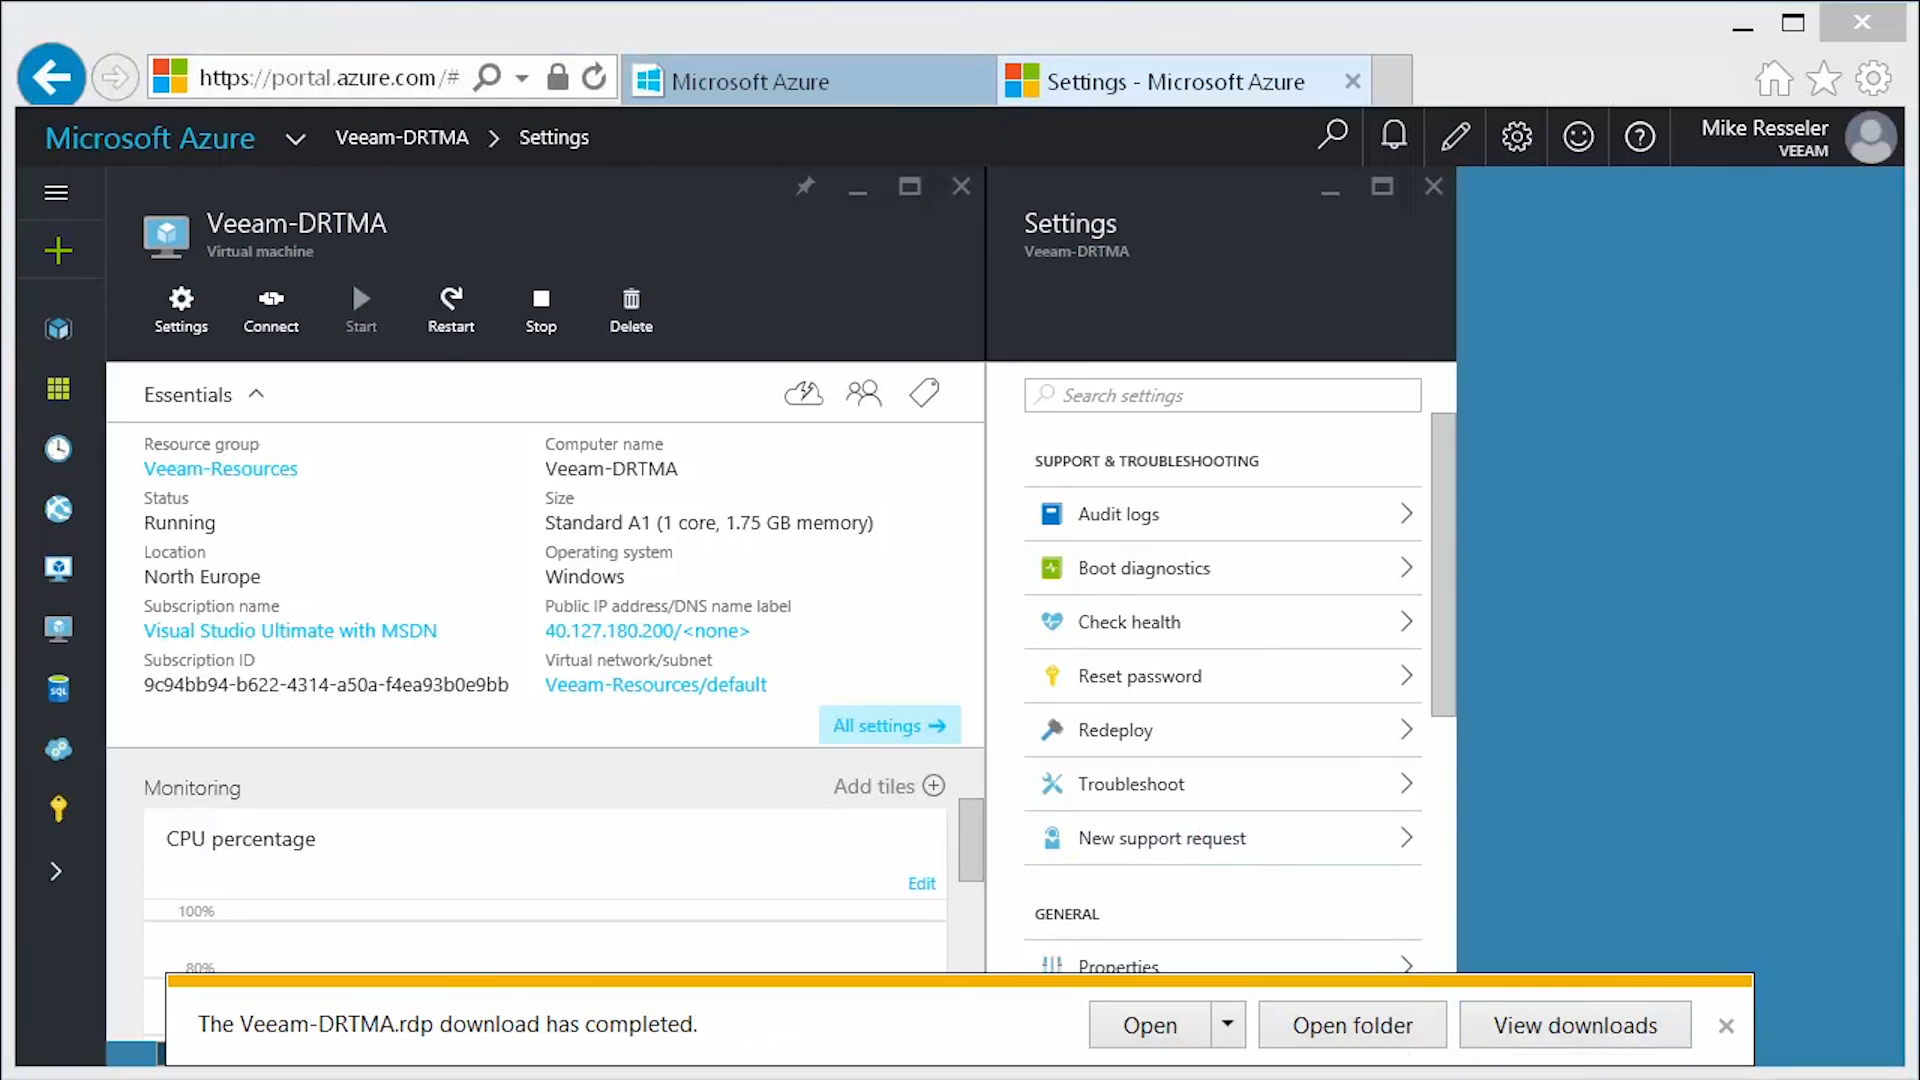 https://portal.azure.com/#
Microsoft Azure
Settings - Microsoft Azure
Microsoft Azure
Veeam-DRTMA
Settings
Mike Resseler
VEEAM
Veeam-DRTMA
Virtual machine
Settings
Connect
Start
Restart
Stop
Delete
Essentials
Resource group
Veeam-Resources
Status
Running
Location
North Europe
Subscription name
Visual Studio Ultimate with MSDN
Subscription ID
9c94bb94-b622-4314-a50a-f4ea93b0e9bb
Computer name
Veeam-DRTMA
Size
Standard A1 (1 core, 1.75 GB memory)
Operating system
Windows
Public IP address/DNS name label
40.127.180.200/<none>
Virtual network/subnet
Veeam-Resources/default
All settings
Monitoring
Add tiles
CPU percentage
Edit
100%
80%
Settings
Veeam-DRTMA
Search settings
SUPPORT & TROUBLESHOOTING
Audit logs
Boot diagnostics
Check health
Reset password
Redeploy
Troubleshoot
New support request
GENERAL
Properties
SQL
The Veeam-DRTMA.rdp download has completed.
Open
Open folder
View downloads